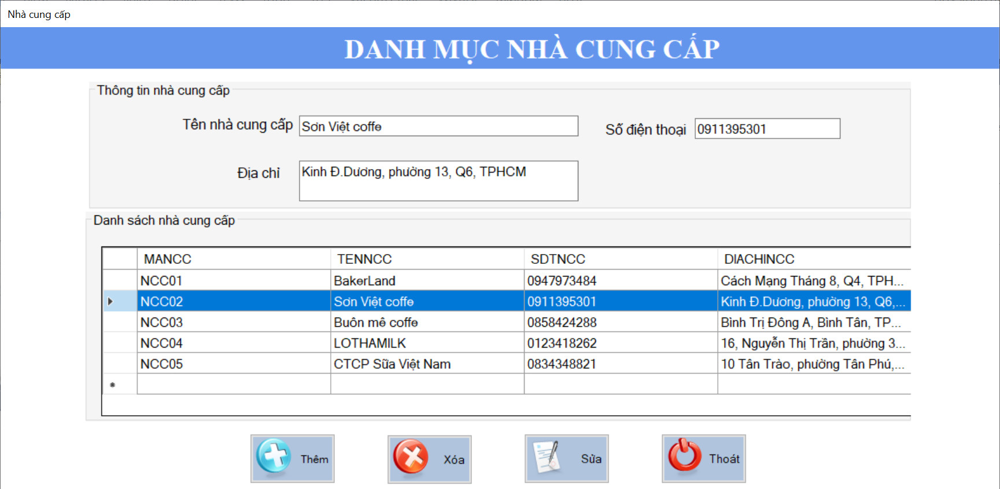 Nhà cung cấp
DANH MỤC NHÀ CUNG CẤP
Thông tin nhà cung cấp
Tên nhà cung cấp Sơn Việt coffe Số điện thoại 0911395301
Địa chỉ Kinh Đ.Dương, phường 13, Q6, TPHCM
Danh sách nhà cung cấp
MANCC TENNCC SDTNCC DIACHINCC
NCC01 BakerLand 0947973484 Cách Mạng Tháng 8, Q4, TPH...
NCC02 Sơn Việt coffe 0911395301 Kinh Đ.Dương, phường 13, Q6,...
NCC03 Buôn mê coffe 0858424288 Bình Trị Đông A, Bình Tân, TP...
NCC04 LOTHAMILK 0123418262 16, Nguyễn Thị Trân, phường 3...
NCC05 CTCP Sữa Việt Nam 0834348821 10 Tân Trào, phường Tân Phú,...
Thêm Xóa Sửa Thoát